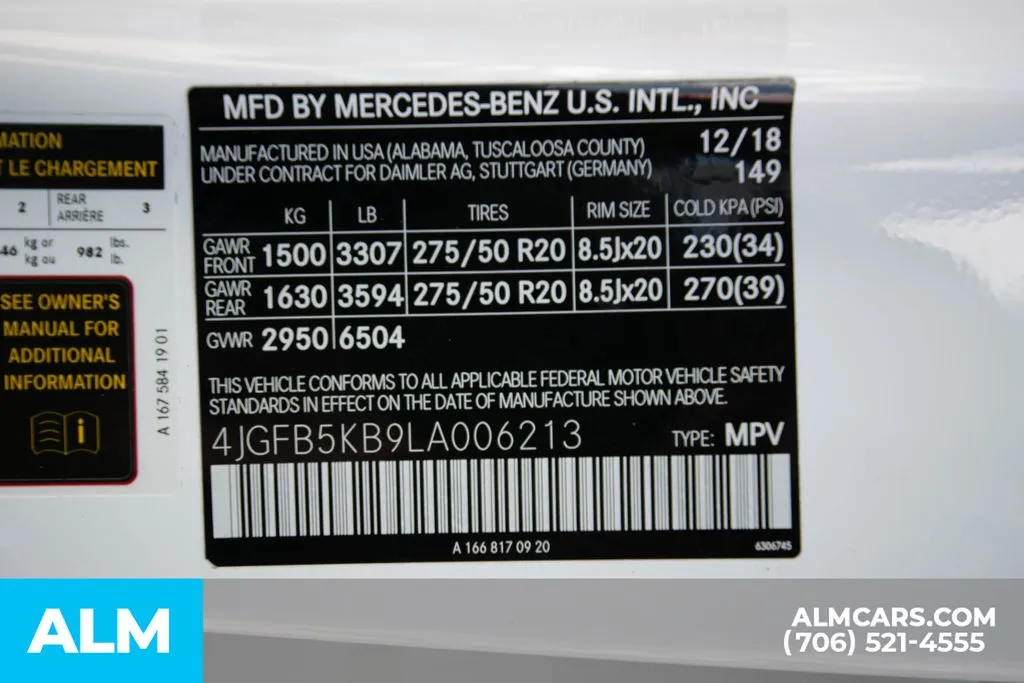 MATION
T LE CHARGEMENT
2 REAR ARRIÈRE 3
46 kg or kg ou 982 lbs. lb.
SEE OWNER'S
MANUAL FOR
ADDITIONAL
INFORMATION
i
A 167 584 19 01
MFD BY MERCEDES-BENZ U.S. INTL., INC
MANUFACTURED IN USA (ALABAMA, TUSCALOOSA COUNTY) 12/18
UNDER CONTRACT FOR DAIMLER AG, STUTTGART (GERMANY) 149
KG LB TIRES RIM SIZE COLD KPA (PSI)
GAWR FRONT 1500 3307 275/50 R20 8.5Jx20 230(34)
GAWR REAR 1630 3594 275/50 R20 8.5Jx20 270(39)
GVWR 2950 6504
THIS VEHICLE CONFORMS TO ALL APPLICABLE FEDERAL MOTOR VEHICLE SAFETY
STANDARDS IN EFFECT ON THE DATE OF MANUFACTURE SHOWN ABOVE.
4JGFB5KB9LA006213 TYPE: MPV
A 166 817 09 20 6306745
ALM
ALMCARS.COM
(706) 521-4555